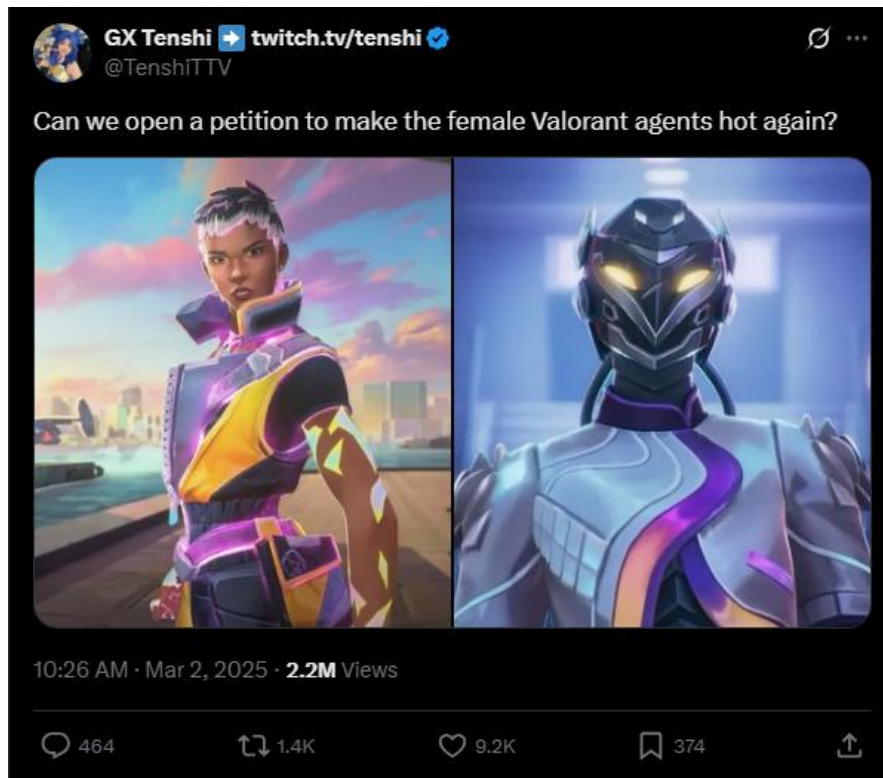 GX Tenshi ➡️ twitch.tv/tenshi
@TenshiTTV
Can we open a petition to make the female Valorant agents hot again?
10:26 AM · Mar 2, 2025 · 2.2M Views
464 1.4K 9.2K 374